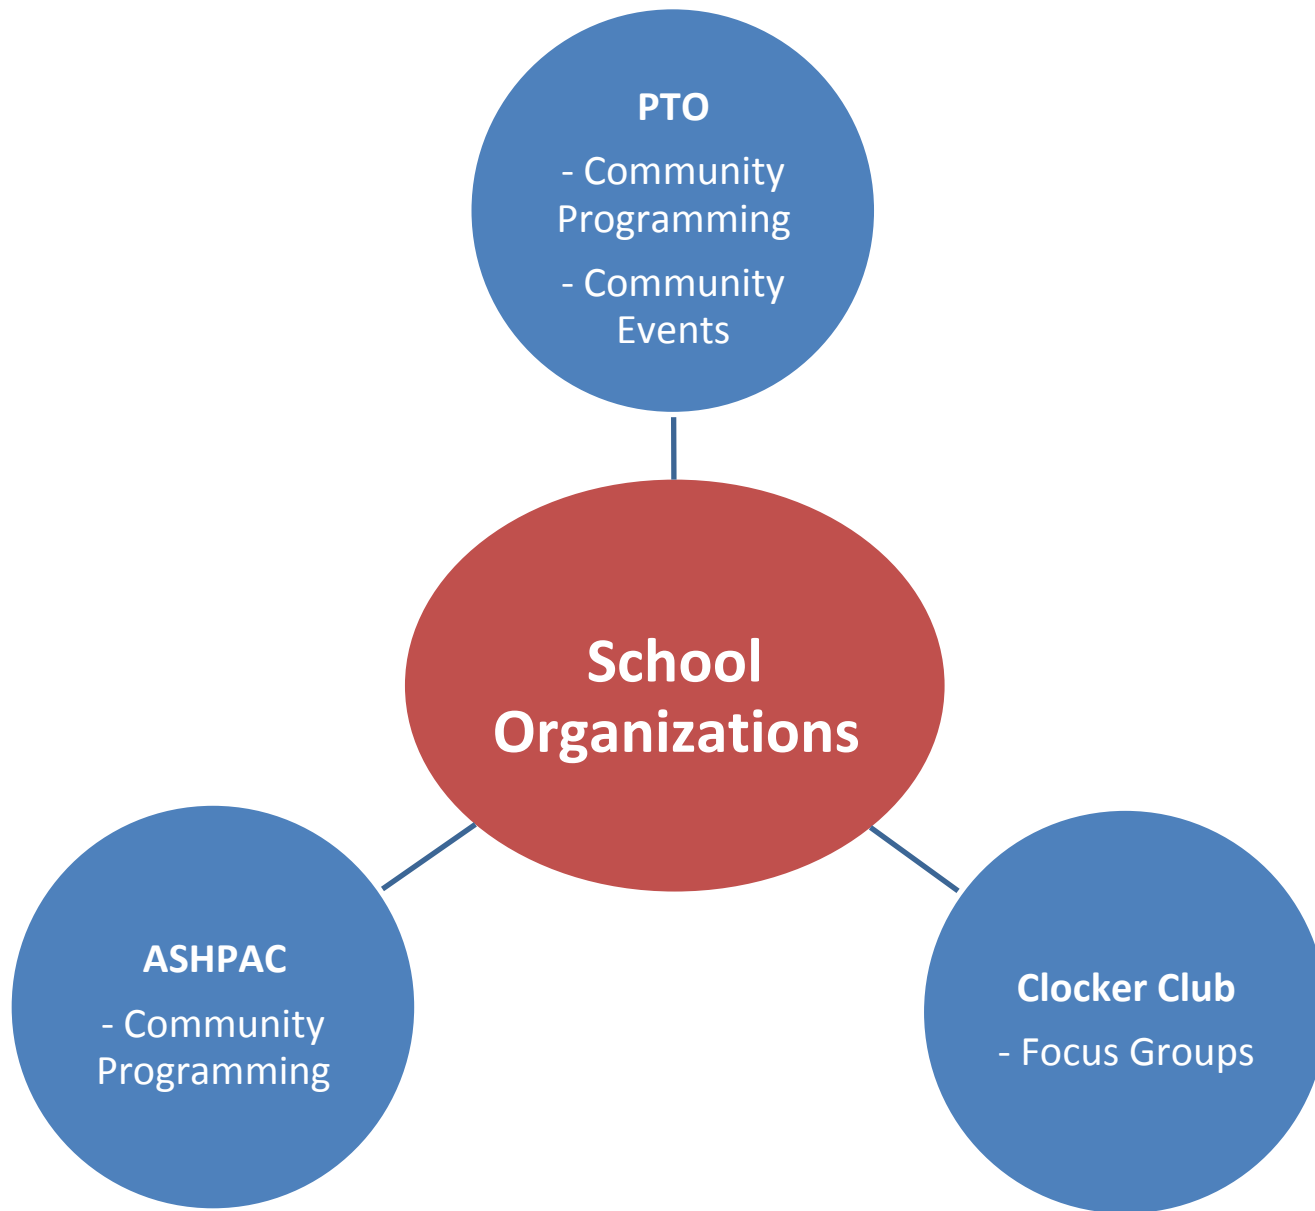 PTO
- Community
Programming
- Community
Events
School
Organizations
ASHPAC
- Community
Programming
Clocker Club
- Focus Groups